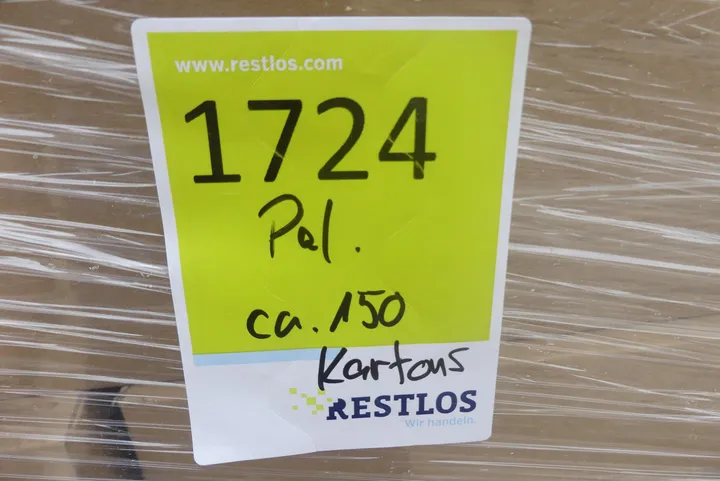 www.restlos.com
1724
Pal.
ca. 150
Kartons
RESTLOS
Wir handeln.